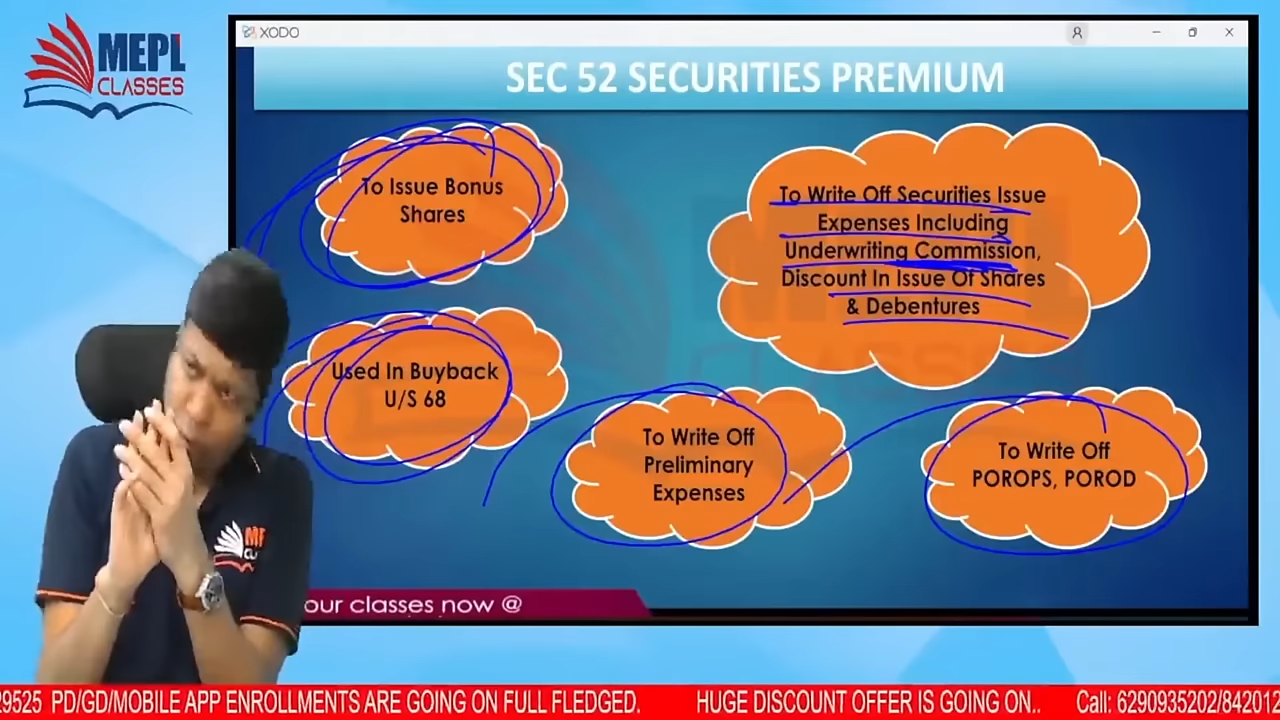 MEPL
CLASSES
XODO
SEC 52 SECURITIES PREMIUM
To Issue Bonus
Shares
To Write Off Securities Issue
Expenses Including
Underwriting Commission,
Discount In Issue Of Shares
& Debentures
Used In Buyback
U/S 68
To Write Off
Preliminary
Expenses
To Write Off
POROPS, POROD
our classes now @
29525 PD/GD/MOBILE APP ENROLLMENTS ARE GOING ON FULL FLEDGED. HUGE DISCOUNT OFFER IS GOING ON.. Call: 6290935202/842012